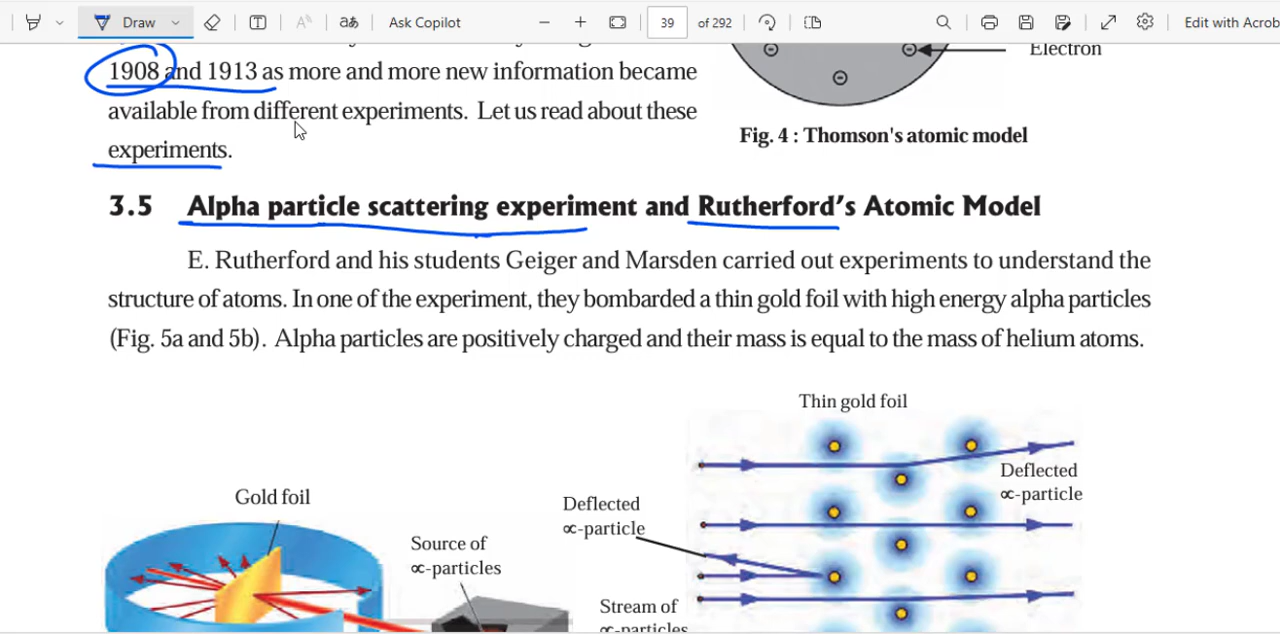 Draw
A
aあ
Ask Copilot
39
of 292
Edit with Acrob
1908 and 1913 as more and more new information became
available from different experiments. Let us read about these
experiments.
Electron
Fig. 4 : Thomson's atomic model
3.5 Alpha particle scattering experiment and Rutherford's Atomic Model
E. Rutherford and his students Geiger and Marsden carried out experiments to understand the
structure of atoms. In one of the experiment, they bombarded a thin gold foil with high energy alpha particles
(Fig. 5a and 5b). Alpha particles are positively charged and their mass is equal to the mass of helium atoms.
Thin gold foil
Gold foil
Source of
∝-particles
Deflected
∝-particle
Deflected
∝-particle
Stream of
∝-particles